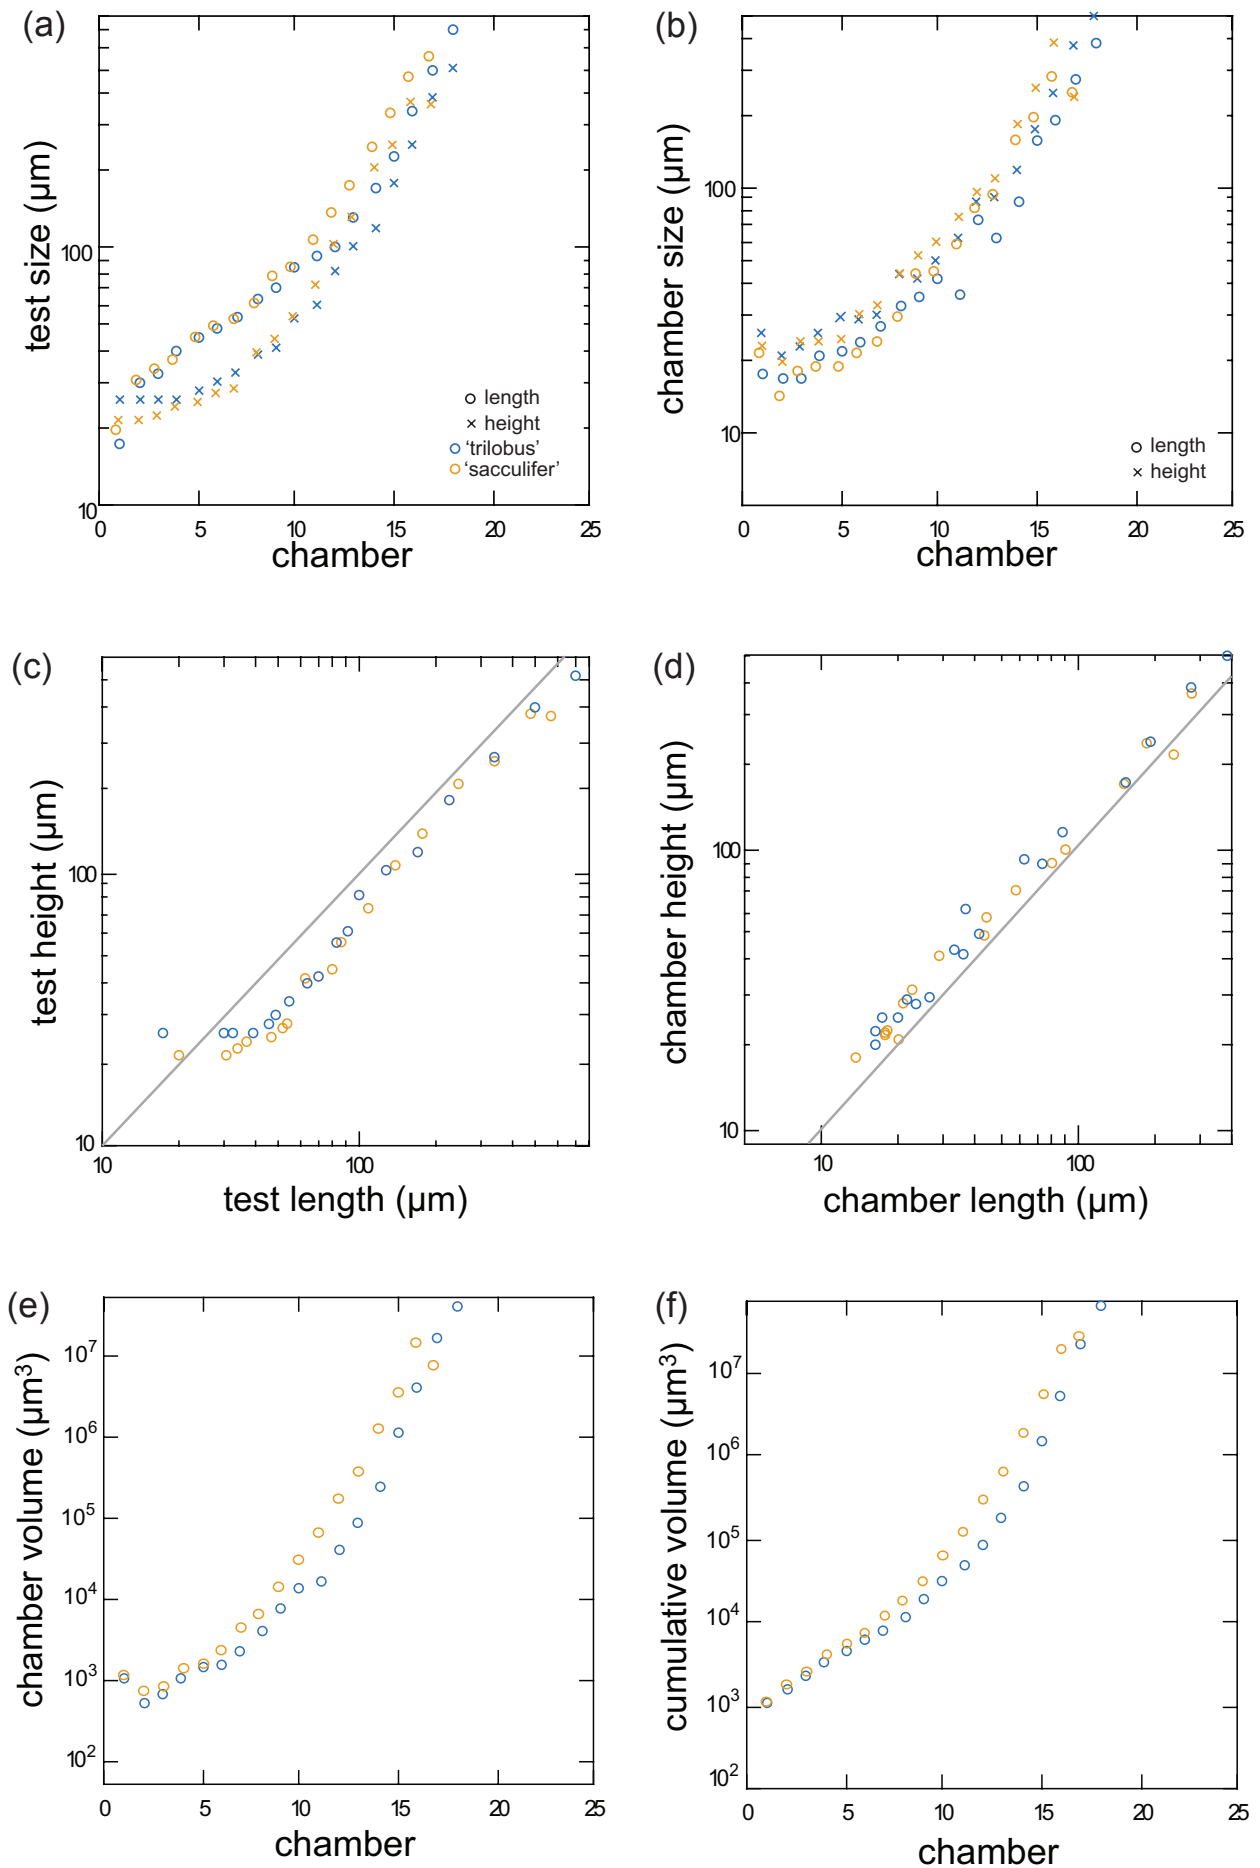 (a)
test size (µm)
100
10
0
5
10
15
20
25
chamber
length
height
'trilobus'
'sacculifer'
(b)
chamber size (µm)
100
10
0
5
10
15
20
25
chamber
length
height
(c)
test height (µm)
100
10
10
100
test length (µm)
(d)
chamber height (µm)
100
10
10
100
chamber length (µm)
(e)
chamber volume (µm³)
10⁷
10⁶
10⁵
10⁴
10³
10²
0
5
10
15
20
25
chamber
(f)
cumulative volume (µm³)
10⁷
10⁶
10⁵
10⁴
10³
10²
0
5
10
15
20
25
chamber